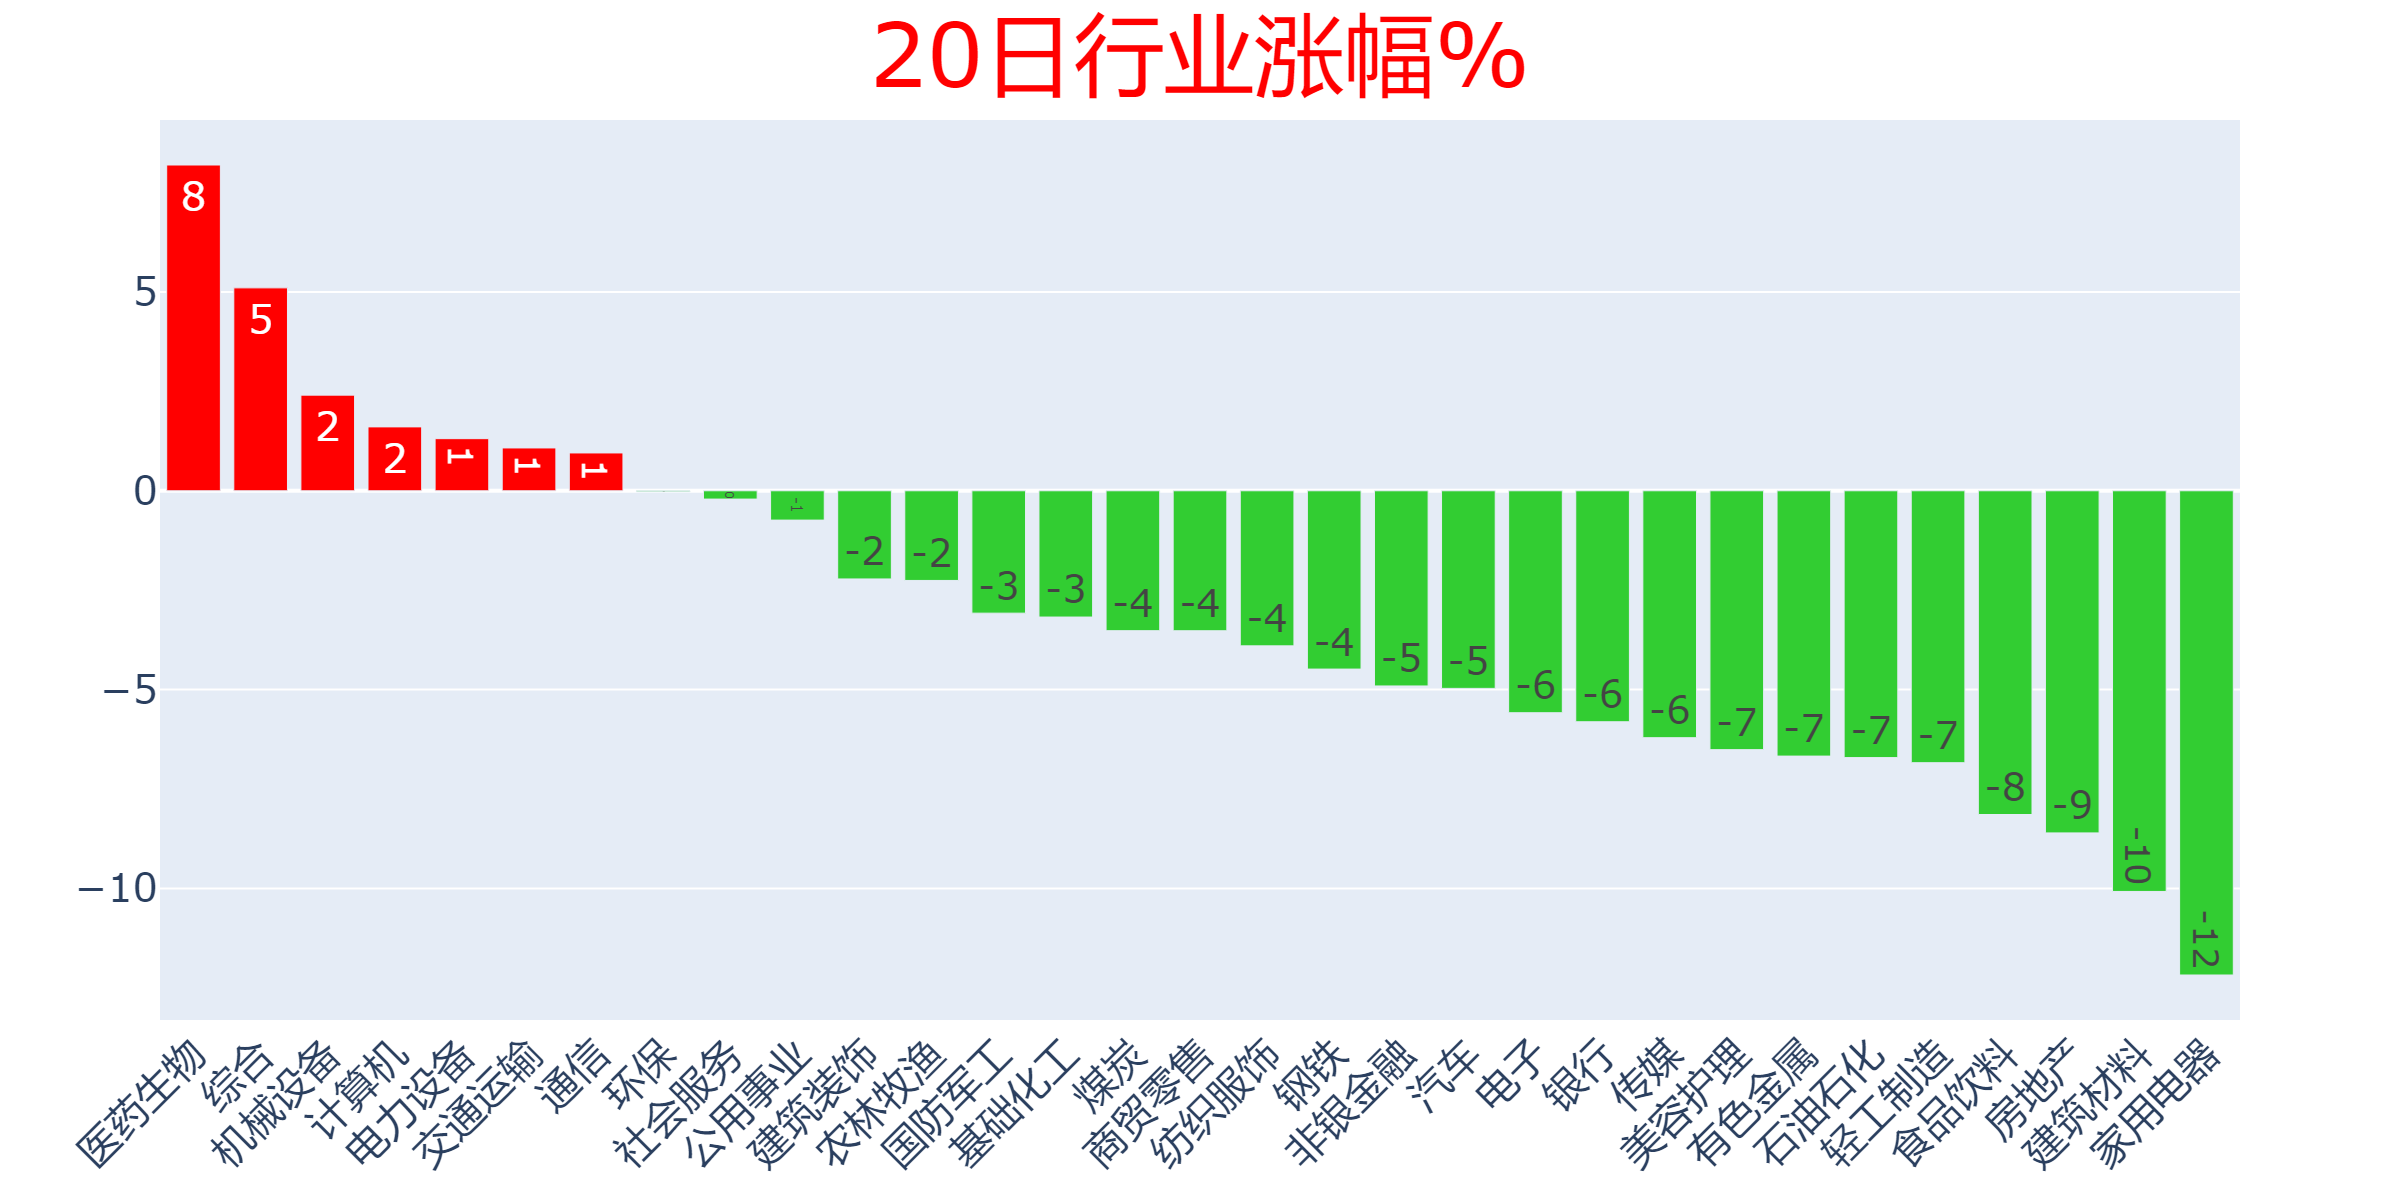 20日行业涨幅%
5
0
−5
−10
8
5
2
2
1
1
1
0
-1
-2
-2
-3
-3
-4
-4
-4
-4
-5
-5
-6
-6
-6
-7
-7
-7
-7
-8
-9
-10
-12
医药生物
综合
机械设备
计算机
电力设备
交通运输
通信
环保
社会服务
公用事业
建筑装饰
农林牧渔
国防军工
基础化工
煤炭
商贸零售
纺织服饰
钢铁
非银金融
汽车
电子
银行
传媒
美容护理
有色金属
石油石化
轻工制造
食品饮料
房地产
建筑材料
家用电器